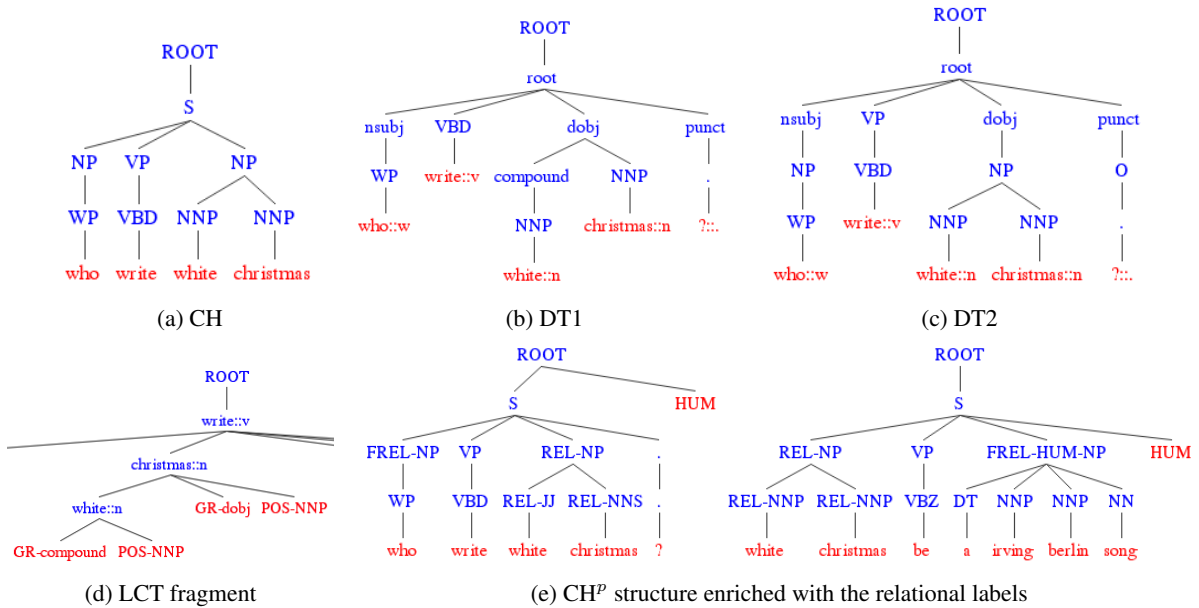 ROOT
S
NP VP NP
WP VBD NNP NNP
who write white christmas
(a) CH
ROOT
root
nsubj VBD dobj punct
WP write::v compound NNP .
who::w NNP christmas::n ?::.
white::n
(b) DT1
ROOT
root
nsubj VP dobj punct
NP VBD NP O
WP write::v NNP NNP .
who::w white::n christmas::n ?::.
(c) DT2
ROOT
write::v
christmas::n
white::n GR-dobj POS-NNP
GR-compound POS-NNP
(d) LCT fragment
ROOT
S HUM
FREL-NP VP REL-NP .
WP VBD REL-JJ REL-NNS .
who write white christmas ?
ROOT
S
REL-NP VP FREL-HUM-NP HUM
REL-NNP REL-NNP VBZ DT NNP NNP NN
white christmas be a irving berlin song
(e) CHᵖ structure enriched with the relational labels